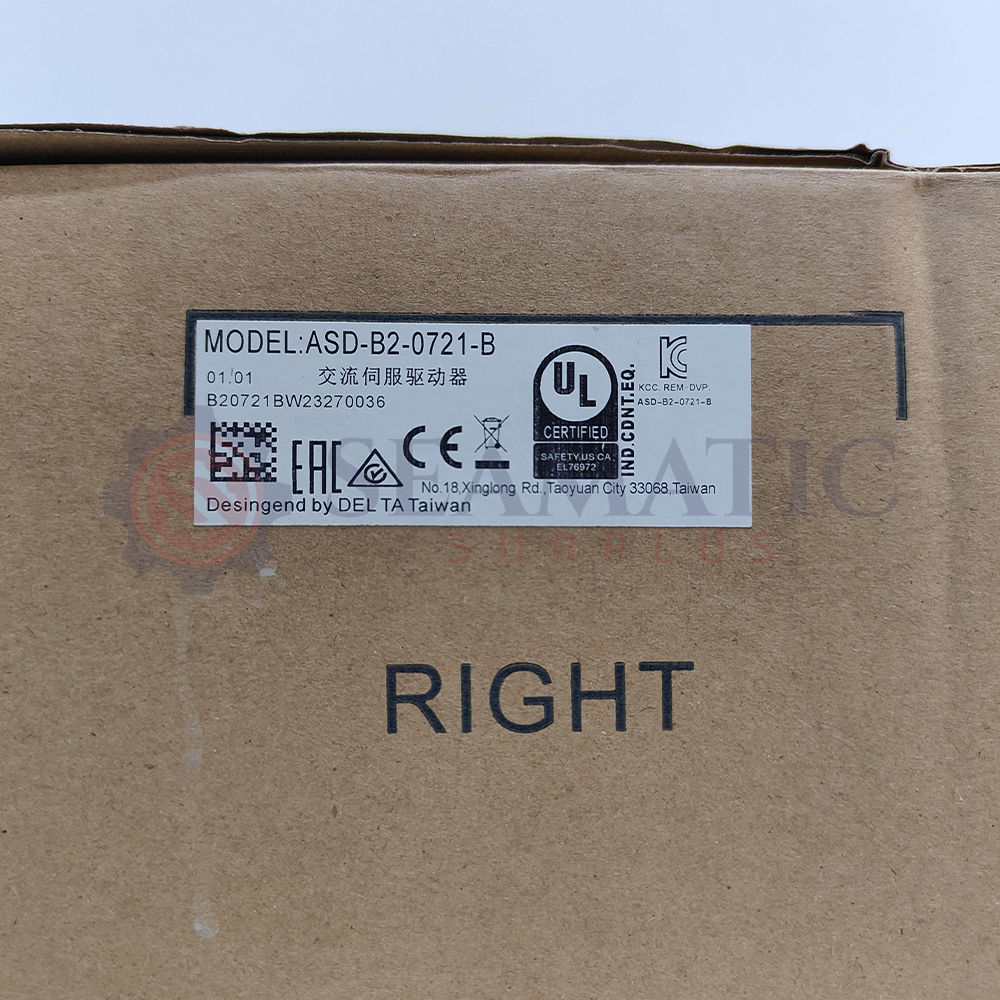 MODEL:ASD-B2-0721-B
01.01 交流伺服驱动器
B20721BW23270036
EAC
CE
UL
CERTIFIED
SAFETY.US CA
EL76972
IND.CDNT.EQ.
KC
KCC. REM-DVP.
ASD-B2-0721-B
No.18,Xinglong Rd.,Taoyuan City 33068,Taiwan
Desingend by DELTA Taiwan
SEAMATIC
SURPLUS
RIGHT